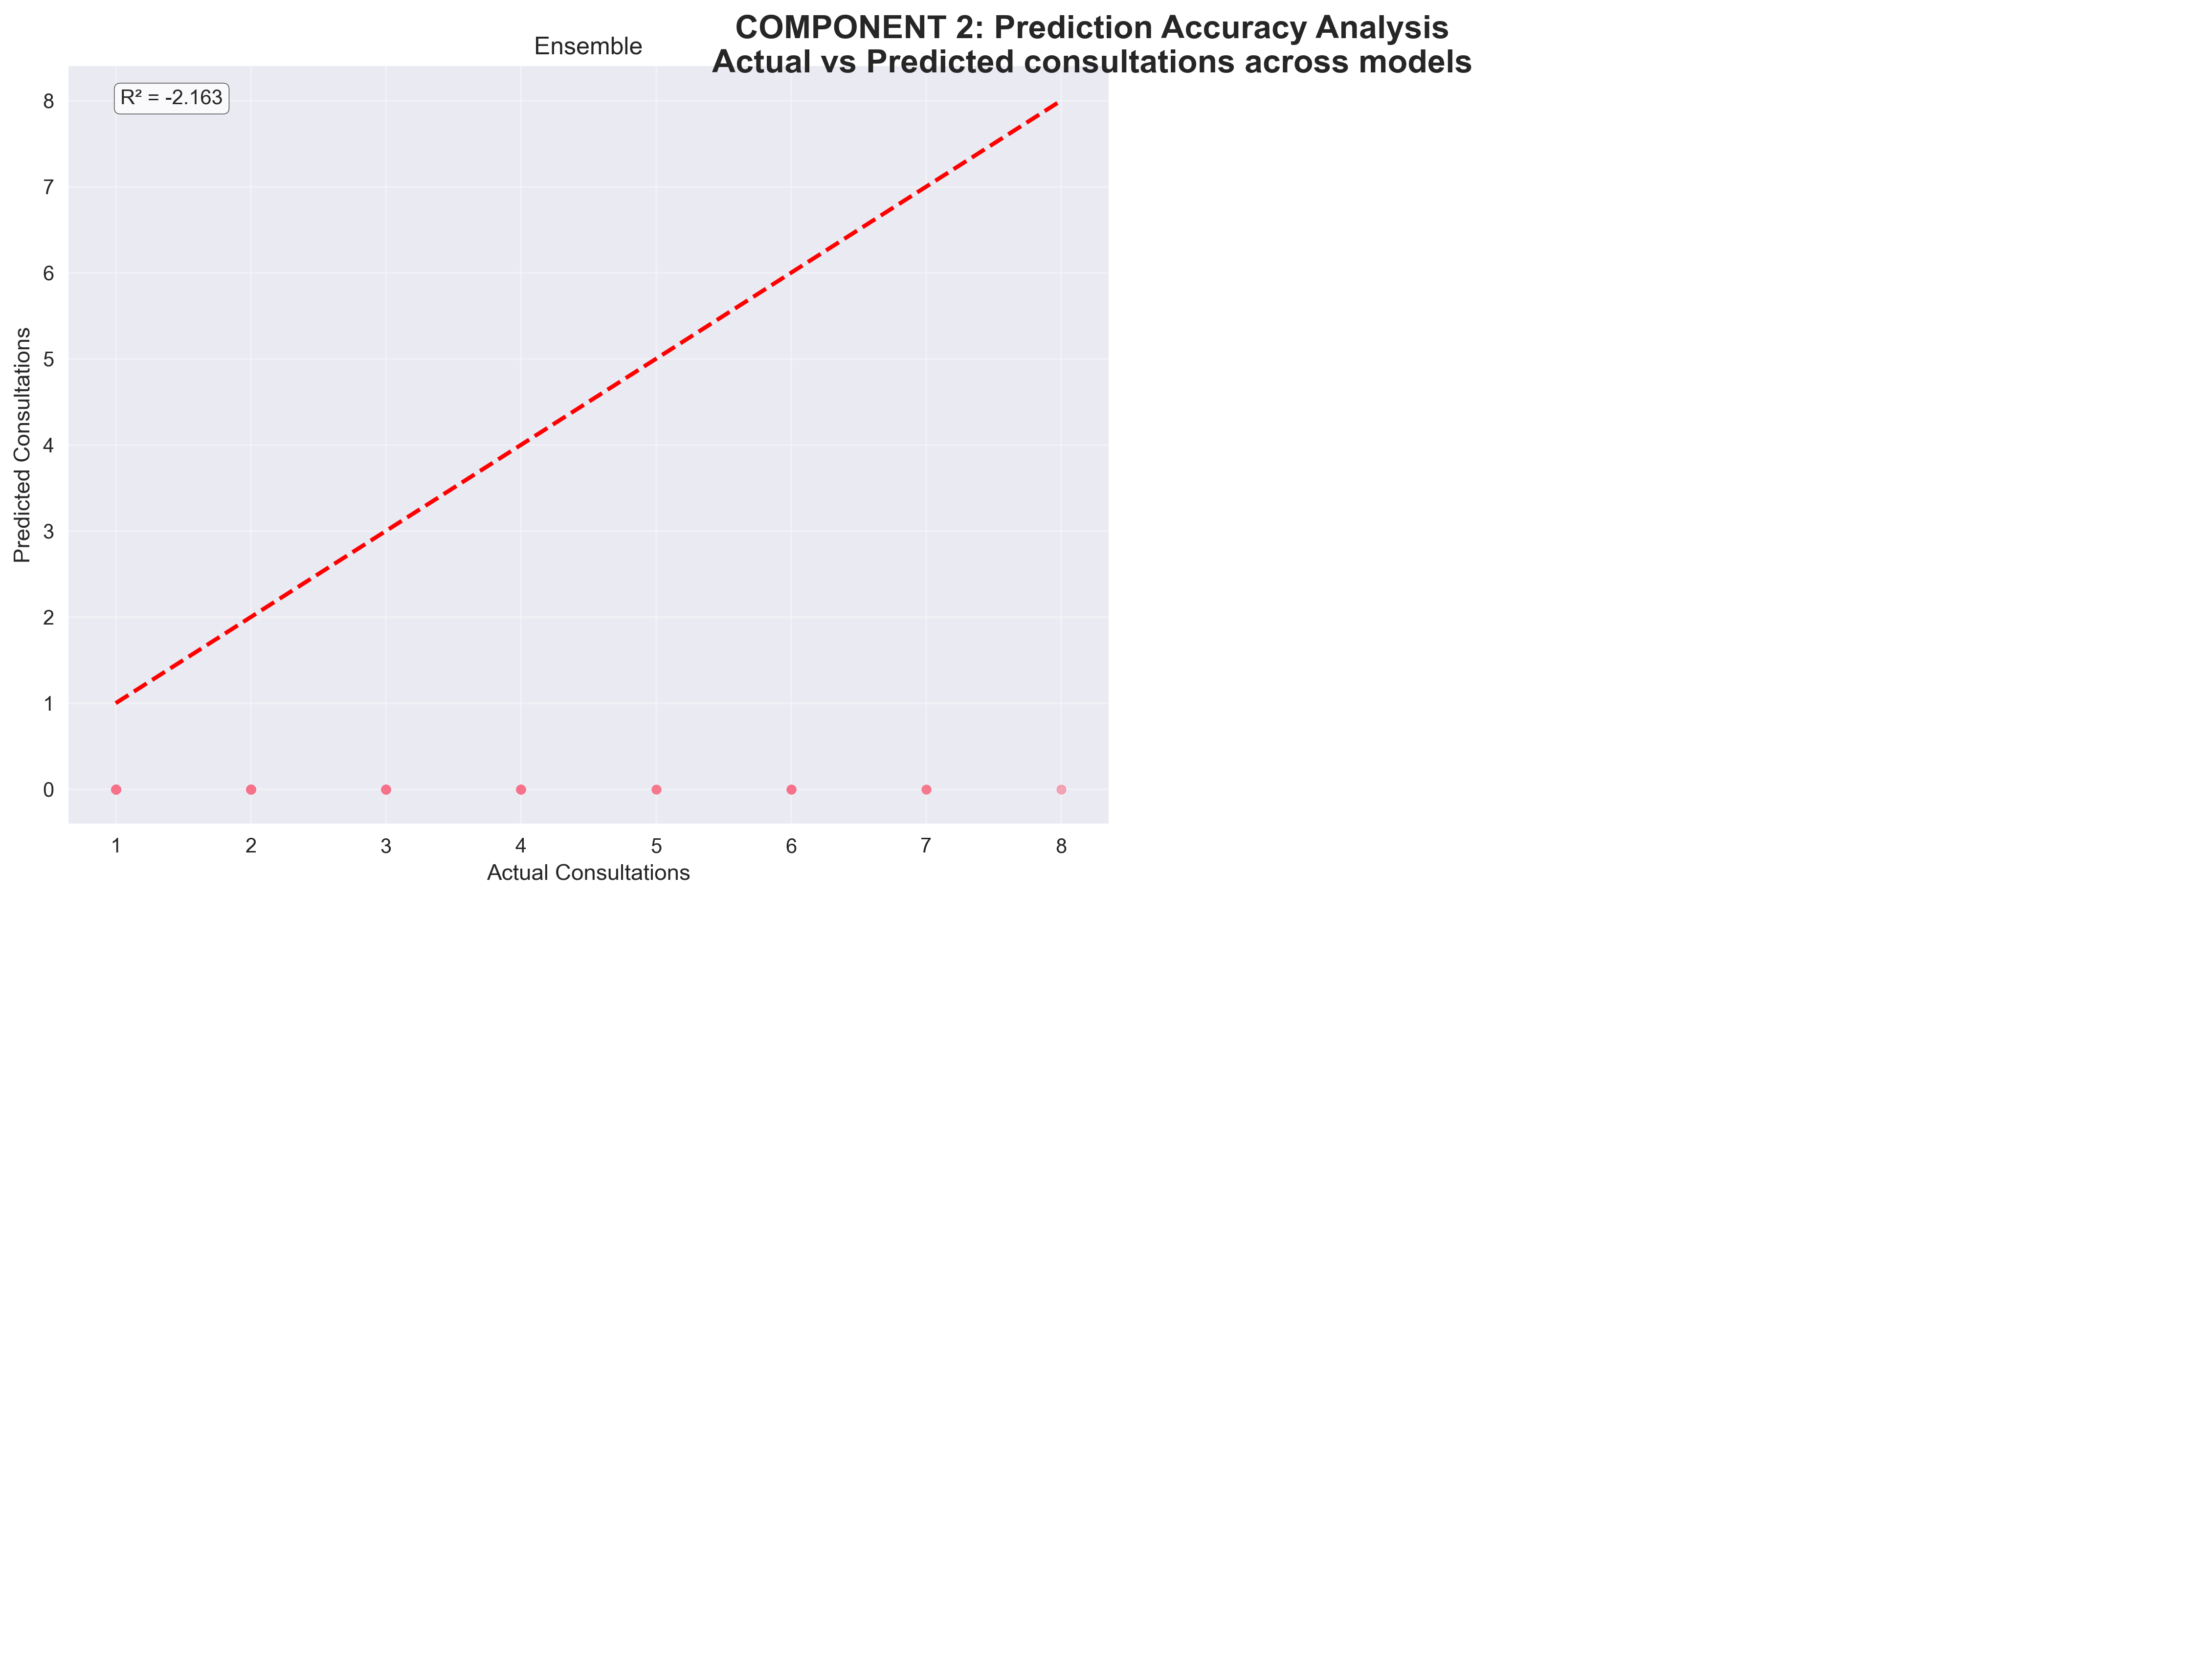 COMPONENT 2: Prediction Accuracy Analysis
Actual vs Predicted consultations across models
Ensemble
R² = -2.163
8
7
6
5
4
3
2
1
0
Predicted Consultations
1 2 3 4 5 6 7 8
Actual Consultations